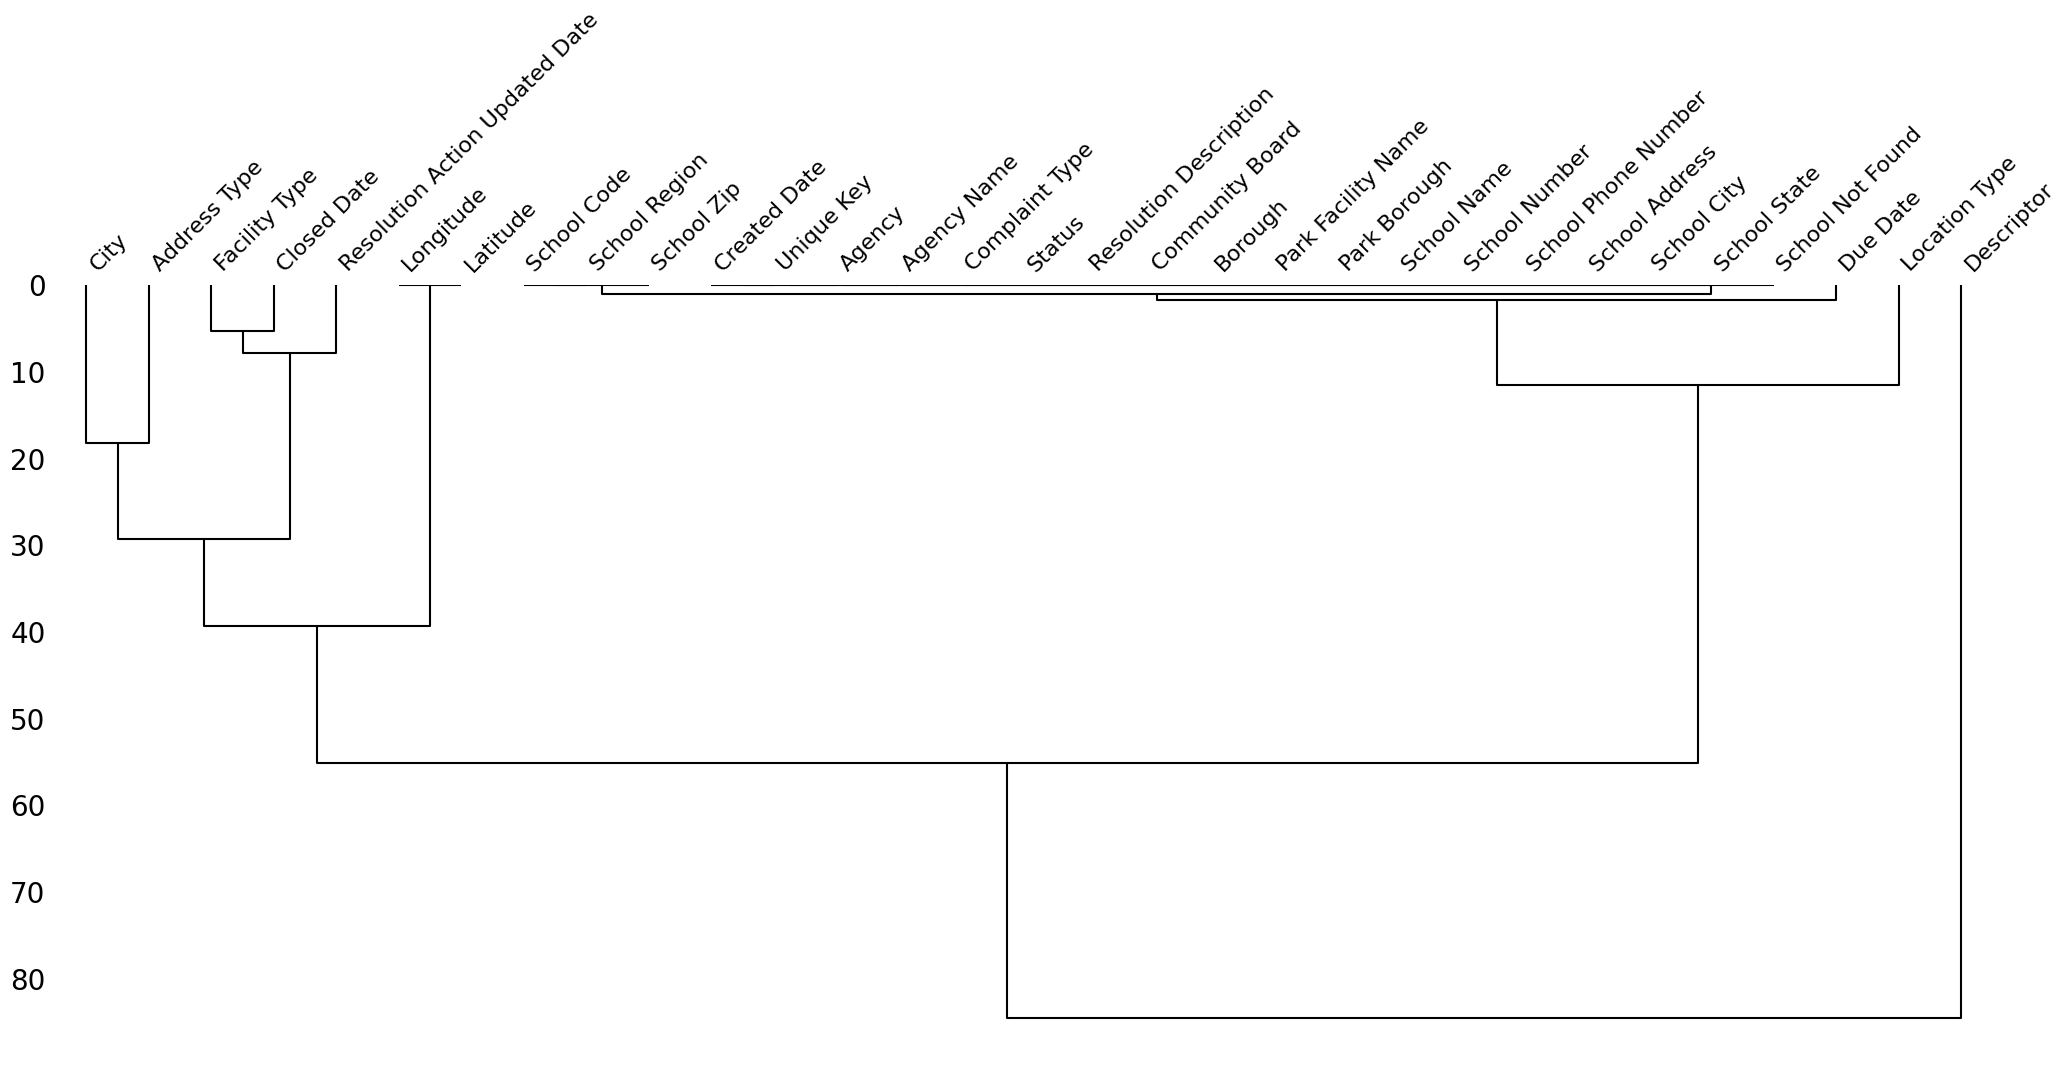 City
Address Type
Facility Type
Closed Date
Resolution Action Updated Date
Longitude
Latitude
School Code
School Region
School Zip
Created Date
Unique Key
Agency
Agency Name
Complaint Type
Status
Resolution Description
Community Board
Borough
Park Facility Name
Park Borough
School Name
School Number
School Phone Number
School Address
School City
School State
School Not Found
Due Date
Location Type
Descriptor
0
10
20
30
40
50
60
70
80